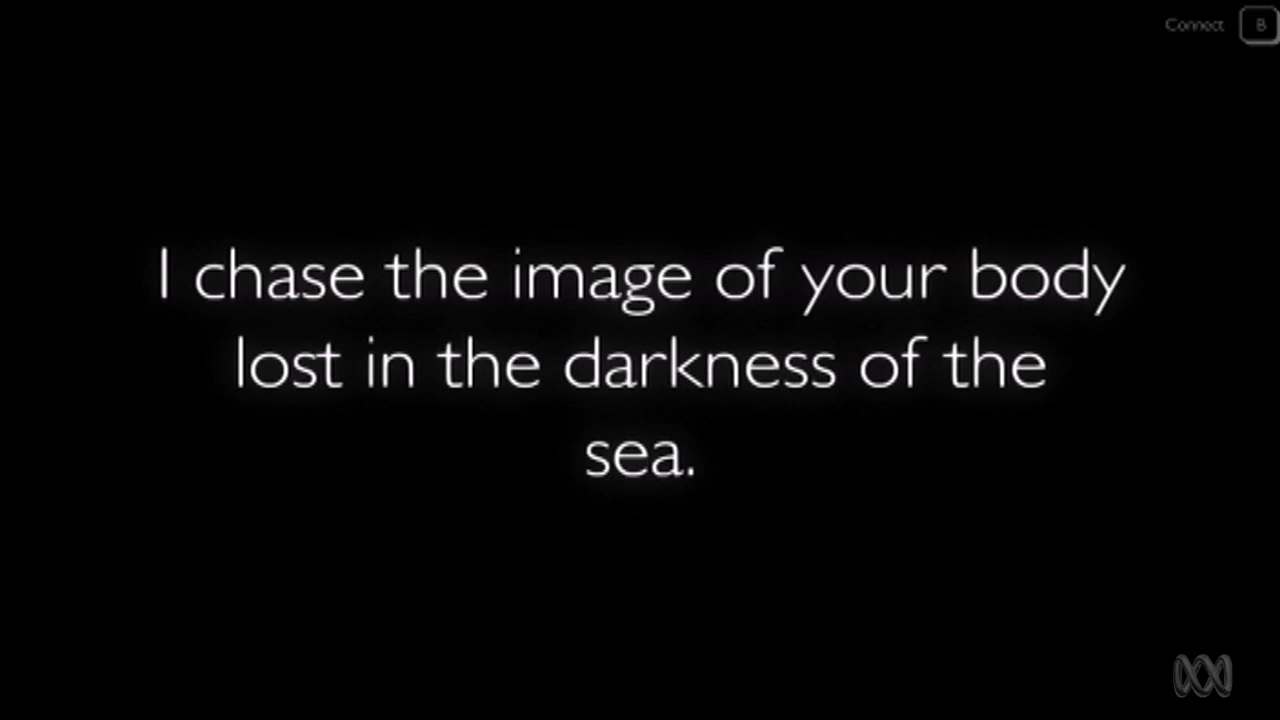 Connect B
I chase the image of your body
lost in the darkness of the
sea.